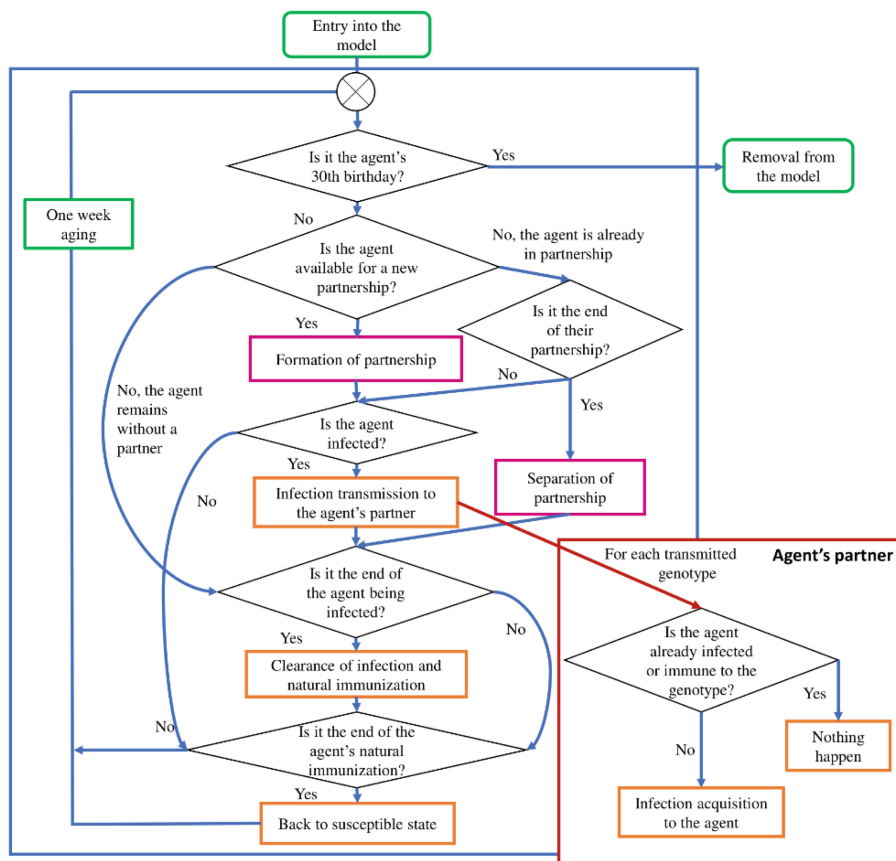 Entry into the
model
Is it the agent's
30th birthday?
Yes
Removal from
the model
One week
aging
No
Is the agent
available for a new
partnership?
No, the agent is already
in partnership
Is it the end
of their
partnership?
Yes
Formation of partnership
No
Yes
No, the agent
remains
without a
partner
Is the agent
infected?
Yes
No
Infection transmission to
the agent's partner
Separation of
partnership
For each transmitted
genotype
Agent's partner
Is it the end of
the agent being
infected?
No
Yes
Is the agent
already infected
or immune to the
genotype?
Yes
Clearance of infection and
natural immunization
No
Is it the end of the
agent's natural
immunization?
Yes
No
Nothing
happen
Back to susceptible state
Infection acquisition
to the agent